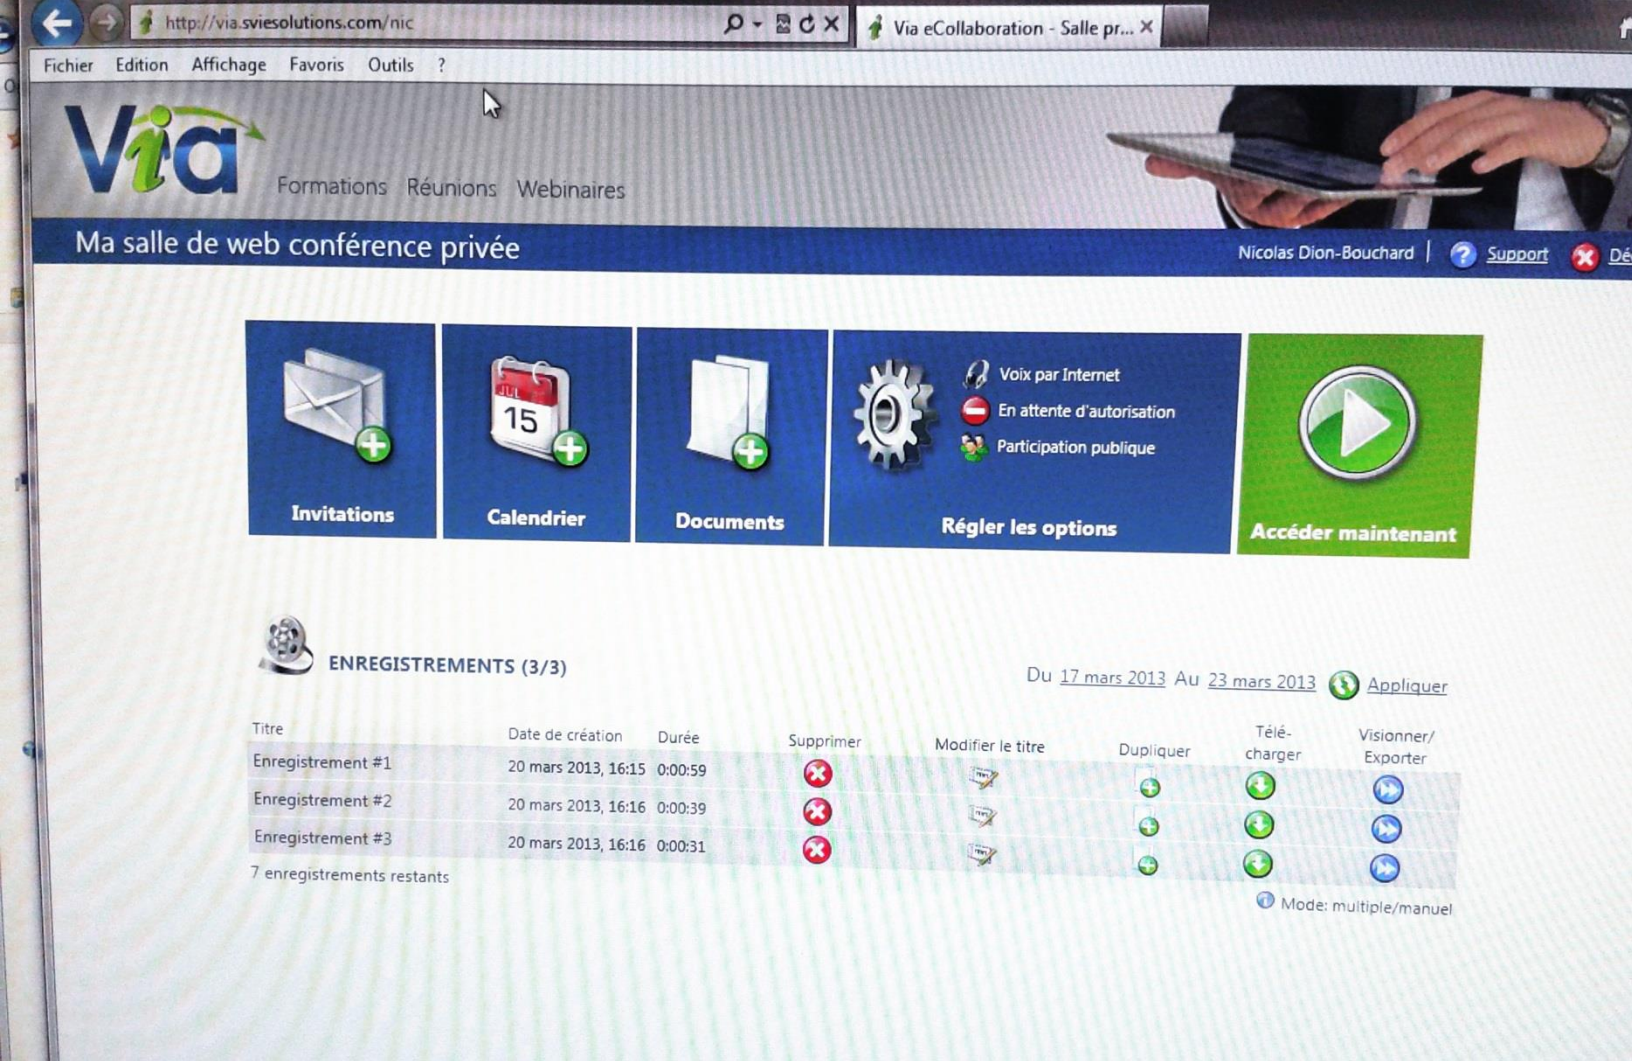 http://via.sviesolutions.com/nic
Via eCollaboration - Salle pr...
Fichier Edition Affichage Favoris Outils ?
Via
Formations Réunions Webinaires
Ma salle de web conférence privée
Nicolas Dion-Bouchard | Support
JUL
15
Voix par Internet
En attente d'autorisation
Participation publique
Invitations
Calendrier
Documents
Régler les options
Accéder maintenant
ENREGISTREMENTS (3/3)
Du 17 mars 2013 Au 23 mars 2013 Appliquer
Titre Date de création Durée Supprimer Modifier le titre Dupliquer Télé-
charger Visionner/
Exporter
Enregistrement #1 20 mars 2013, 16:15 0:00:59
Enregistrement #2 20 mars 2013, 16:16 0:00:39
Enregistrement #3 20 mars 2013, 16:16 0:00:31
7 enregistrements restants
Mode: multiple/manuel